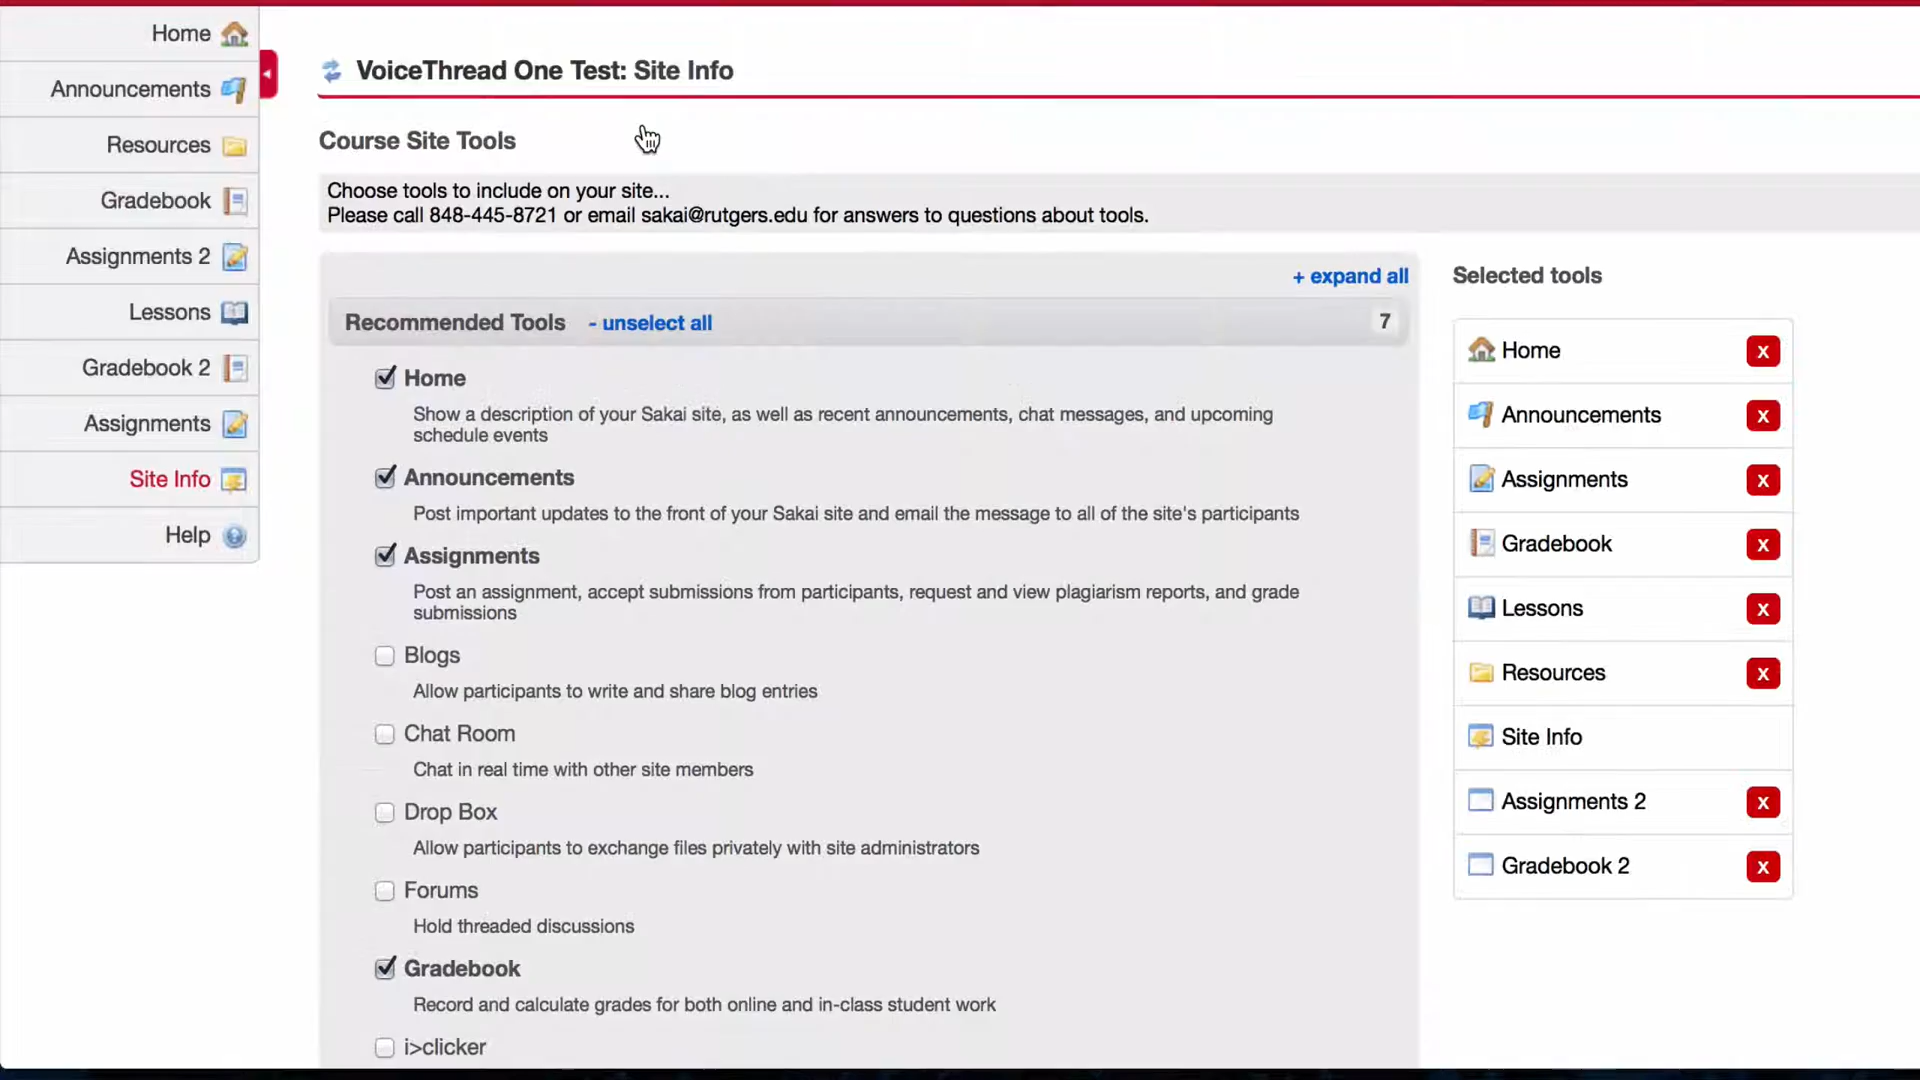 Home
Announcements
Resources
Gradebook
Assignments 2
Lessons
Gradebook 2
Assignments
Site Info
Help
VoiceThread One Test: Site Info
Course Site Tools
Choose tools to include on your site...
Please call 848-445-8721 or email sakai@rutgers.edu for answers to questions about tools.
+ expand all
Recommended Tools - unselect all 7
Home
Show a description of your Sakai site, as well as recent announcements, chat messages, and upcoming
schedule events
Announcements
Post important updates to the front of your Sakai site and email the message to all of the site's participants
Assignments
Post an assignment, accept submissions from participants, request and view plagiarism reports, and grade
submissions
Blogs
Allow participants to write and share blog entries
Chat Room
Chat in real time with other site members
Drop Box
Allow participants to exchange files privately with site administrators
Forums
Hold threaded discussions
Gradebook
Record and calculate grades for both online and in-class student work
i>clicker
Selected tools
Home x
Announcements x
Assignments x
Gradebook x
Lessons x
Resources x
Site Info
Assignments 2 x
Gradebook 2 x